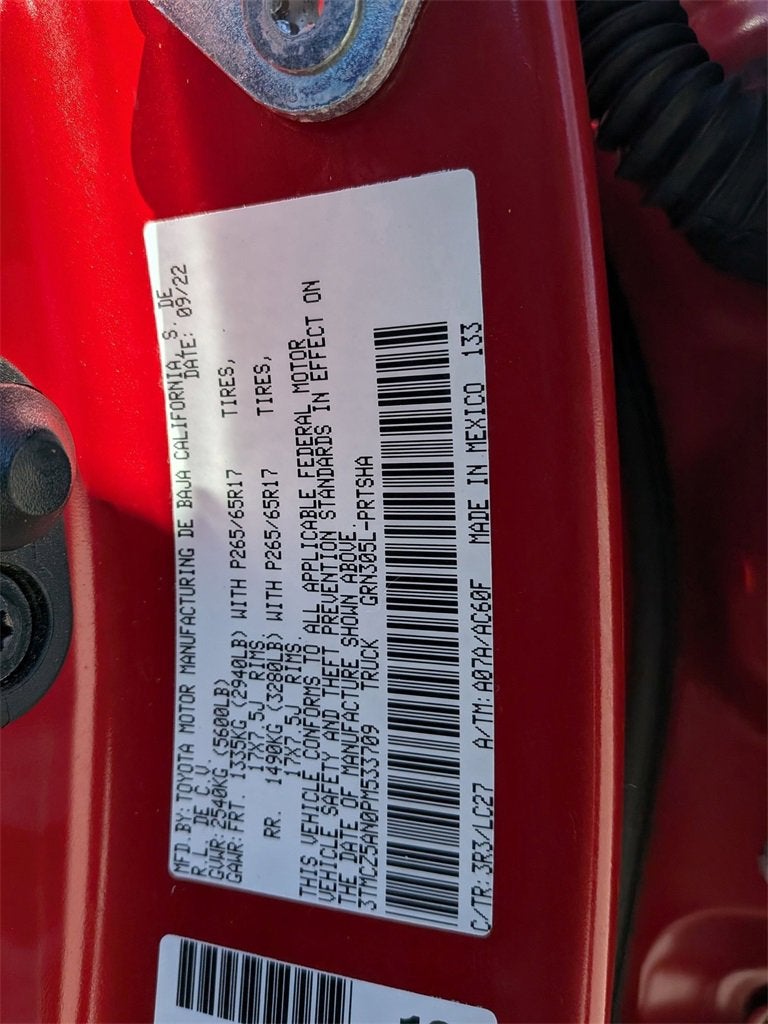 MFD.BY:TOYOTA MOTOR MANUFACTURING DE BAJA CALIFORNIA, S. DE
R.L. DE C.V. DATE: 09/22
GVWR:2540KG (5600LB)
GAWR:FRT. 1335KG (2940LB) WITH P265/65R17 TIRES,
17X7.5J RIMS.
RR. 1490KG (3280LB) WITH P265/65R17 TIRES,
17X7.5J RIMS.
THIS VEHICLE CONFORMS TO ALL APPLICABLE FEDERAL MOTOR
VEHICLE SAFETY AND THEFT PREVENTION STANDARDS IN EFFECT ON
THE DATE OF MANUFACTURE SHOWN ABOVE.
3TMCZ5AN0PM533709 TRUCK GRN305L-PRTSHA
C/TR:3R3/LC27 A/TM:A07A/AC60F MADE IN MEXICO 133